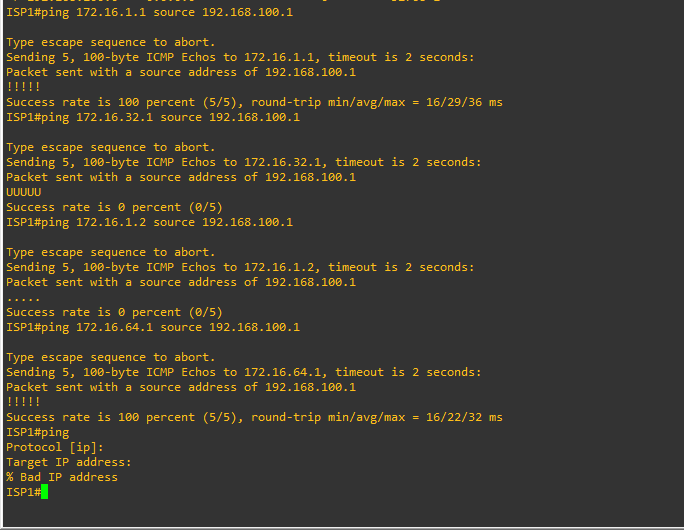 ISP1#ping 172.16.1.1 source 192.168.100.1
Type escape sequence to abort.
Sending 5, 100-byte ICMP Echos to 172.16.1.1, timeout is 2 seconds:
Packet sent with a source address of 192.168.100.1
!!!!!
Success rate is 100 percent (5/5), round-trip min/avg/max = 16/29/36 ms
ISP1#ping 172.16.32.1 source 192.168.100.1
Type escape sequence to abort.
Sending 5, 100-byte ICMP Echos to 172.16.32.1, timeout is 2 seconds:
Packet sent with a source address of 192.168.100.1
UUUUU
Success rate is 0 percent (0/5)
ISP1#ping 172.16.1.2 source 192.168.100.1
Type escape sequence to abort.
Sending 5, 100-byte ICMP Echos to 172.16.1.2, timeout is 2 seconds:
Packet sent with a source address of 192.168.100.1
.....
Success rate is 0 percent (0/5)
ISP1#ping 172.16.64.1 source 192.168.100.1
Type escape sequence to abort.
Sending 5, 100-byte ICMP Echos to 172.16.64.1, timeout is 2 seconds:
Packet sent with a source address of 192.168.100.1
!!!!!
Success rate is 100 percent (5/5), round-trip min/avg/max = 16/22/32 ms
ISP1#ping
Protocol [ip]:
Target IP address:
% Bad IP address
ISP1#